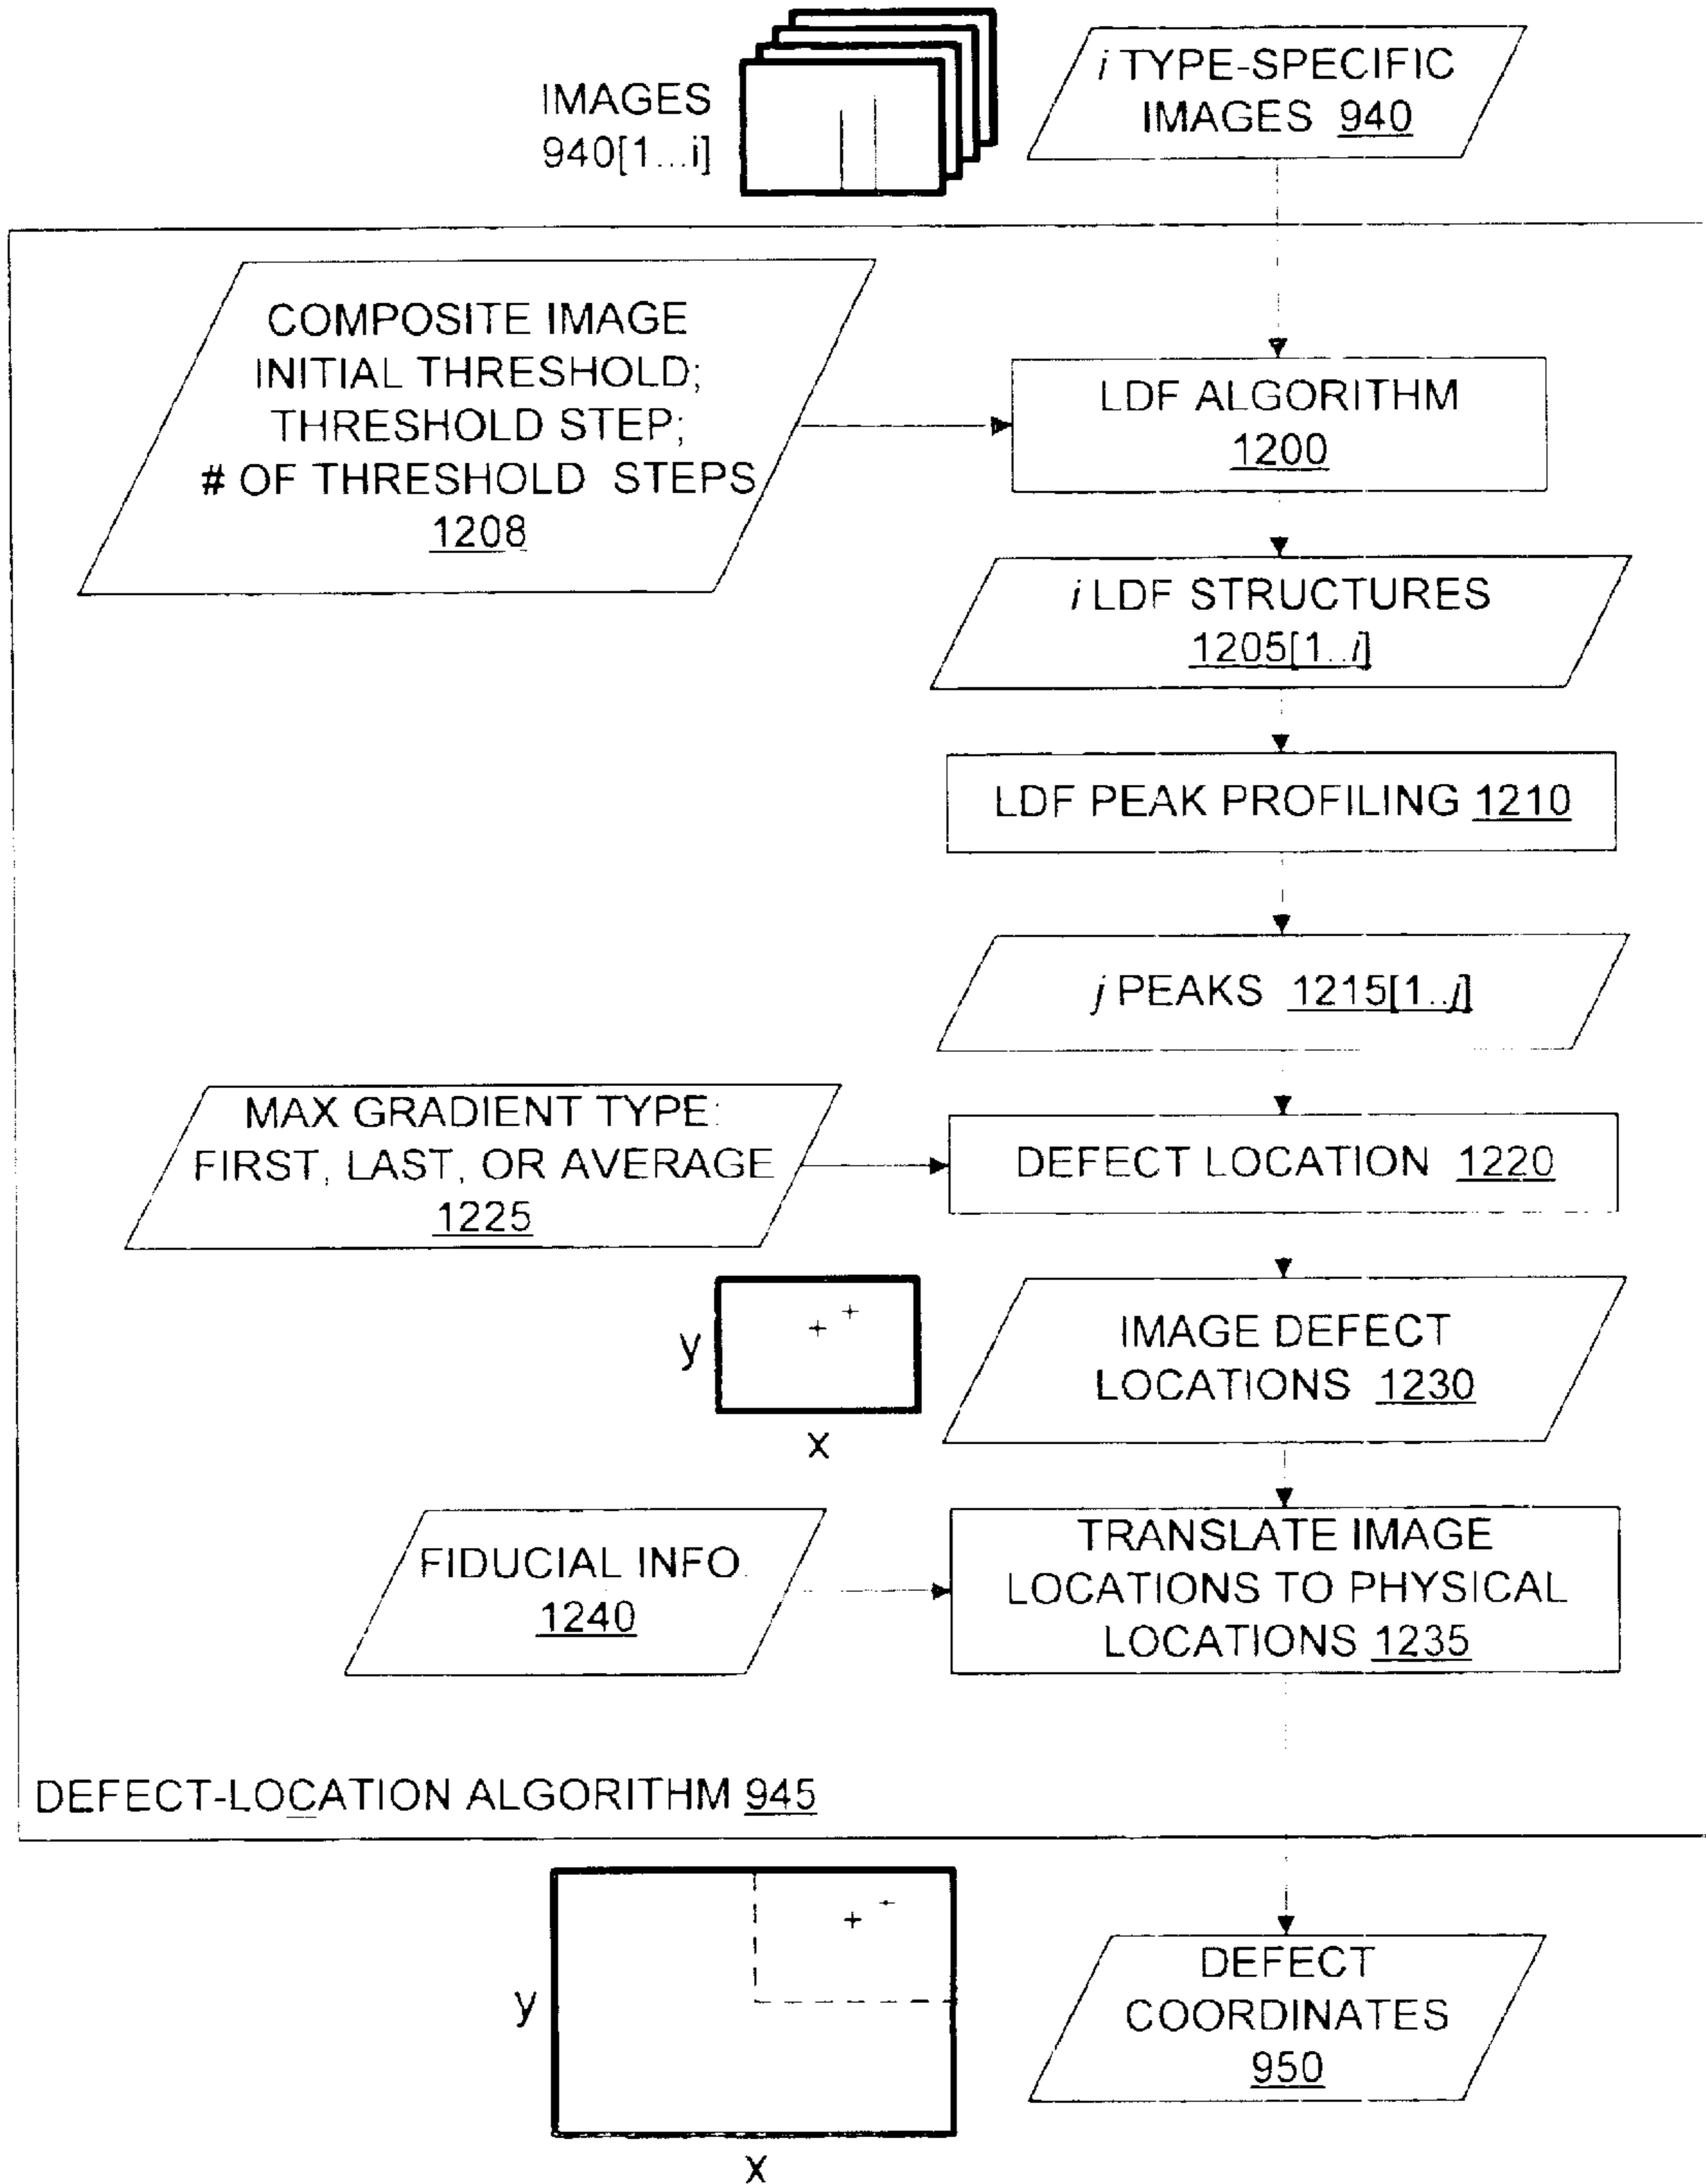 IMAGES
940[1...i]
i TYPE-SPECIFIC
IMAGES 940
COMPOSITE IMAGE
INITIAL THRESHOLD;
THRESHOLD STEP;
# OF THRESHOLD STEPS
1208
LDF ALGORITHM
1200
i LDF STRUCTURES
1205[1..i]
LDF PEAK PROFILING 1210
j PEAKS 1215[1..j]
MAX GRADIENT TYPE:
FIRST, LAST, OR AVERAGE
1225
DEFECT LOCATION 1220
y
x
IMAGE DEFECT
LOCATIONS 1230
FIDUCIAL INFO.
1240
TRANSLATE IMAGE
LOCATIONS TO PHYSICAL
LOCATIONS 1235
DEFECT-LOCATION ALGORITHM 945
y
x
DEFECT
COORDINATES
950